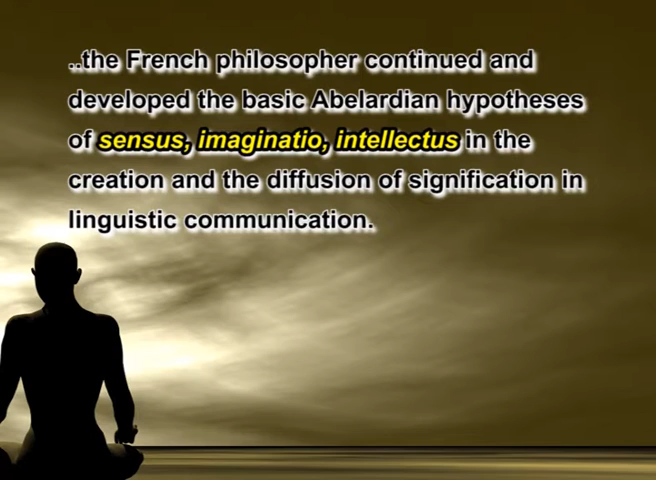 ..the French philosopher continued and
developed the basic Abelardian hypotheses
of sensus, imaginatio, intellectus in the
creation and the diffusion of signification in
linguistic communication.